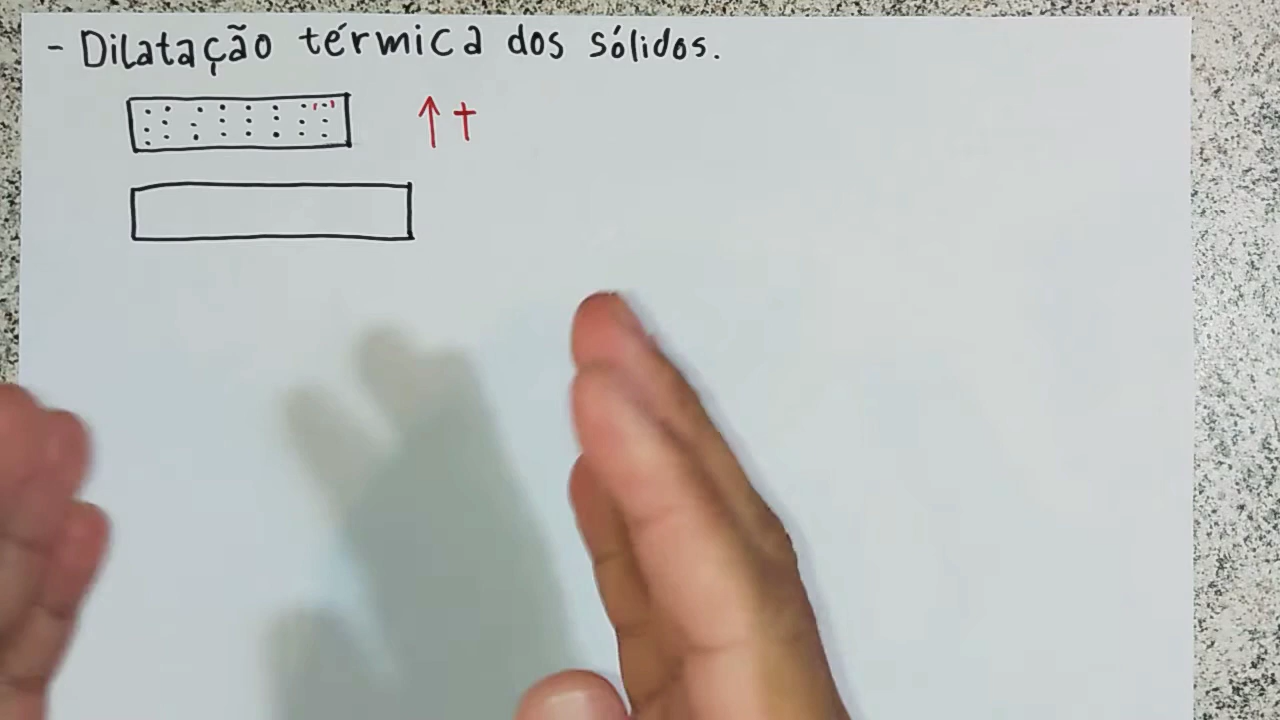 - Dilatação térmica dos sólidos.
↑ t